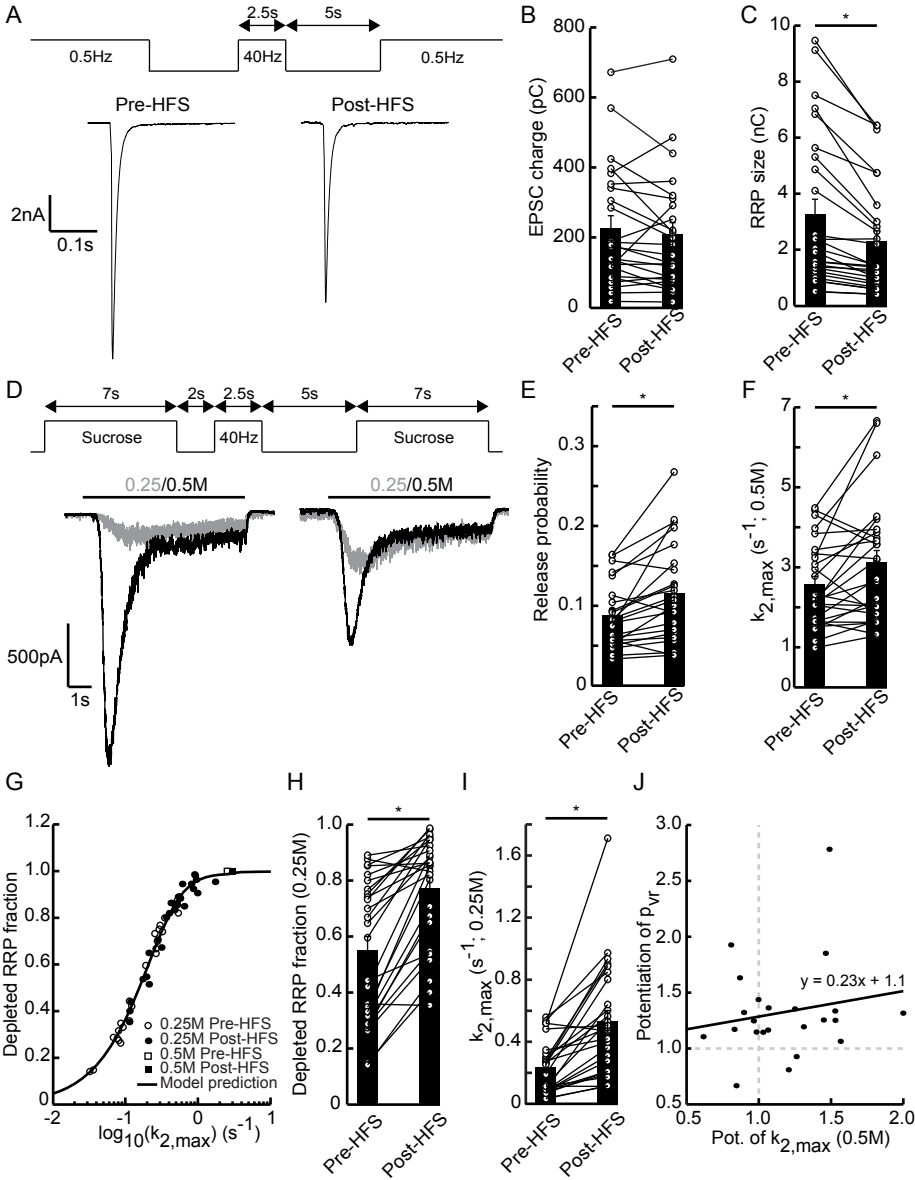 A
2.5s
5s
0.5Hz
40Hz
0.5Hz
Pre-HFS
Post-HFS
2nA
0.1s
B
EPSC charge (pC)
800
600
400
200
0
Pre-HFS
Post-HFS
C
*
RRP size (nC)
10
8
6
4
2
0
Pre-HFS
Post-HFS
D
7s
2s
2.5s
5s
7s
Sucrose
40Hz
Sucrose
0.25/0.5M
0.25/0.5M
500pA
1s
E
*
Release probability
0.3
0.2
0.1
0
Pre-HFS
Post-HFS
F
*
k2,max (s⁻¹; 0.5M)
7
6
5
4
3
2
1
0
Pre-HFS
Post-HFS
G
Depleted RRP fraction
1.2
1.0
0.8
0.6
0.4
0.2
0
0.25M Pre-HFS
0.25M Post-HFS
0.5M Pre-HFS
0.5M Post-HFS
Model prediction
-2
-1
0
1
log10(k2,max) (s⁻¹)
H
*
Depleted RRP fraction (0.25M)
1.0
0.8
0.6
0.4
0.2
0
Pre-HFS
Post-HFS
I
*
k2,max (s⁻¹; 0.25M)
1.6
1.2
0.8
0.4
0
Pre-HFS
Post-HFS
J
Potentiation of pvr
3.0
2.5
2.0
1.5
1.0
0.5
y = 0.23x + 1.1
0.5
1.0
1.5
2.0
Pot. of k2,max (0.5M)